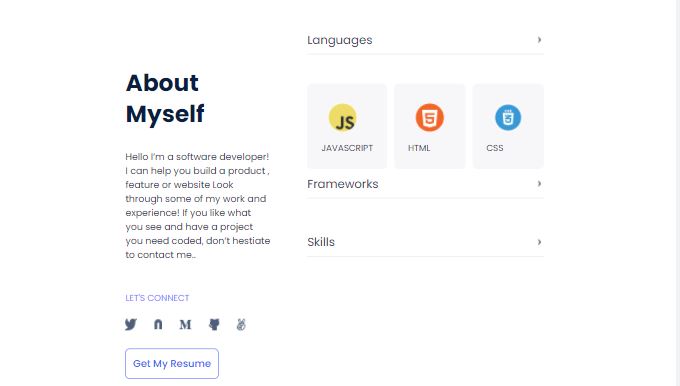 About
Myself
Hello I'm a software developer!
I can help you build a product ,
feature or website Look
through some of my work and
experience! If you like what
you see and have a project
you need coded, don't hestiate
to contact me..
LET'S CONNECT
Get My Resume
Languages
JS
JAVASCRIPT
5
HTML
CSS
CSS
Frameworks
Skills